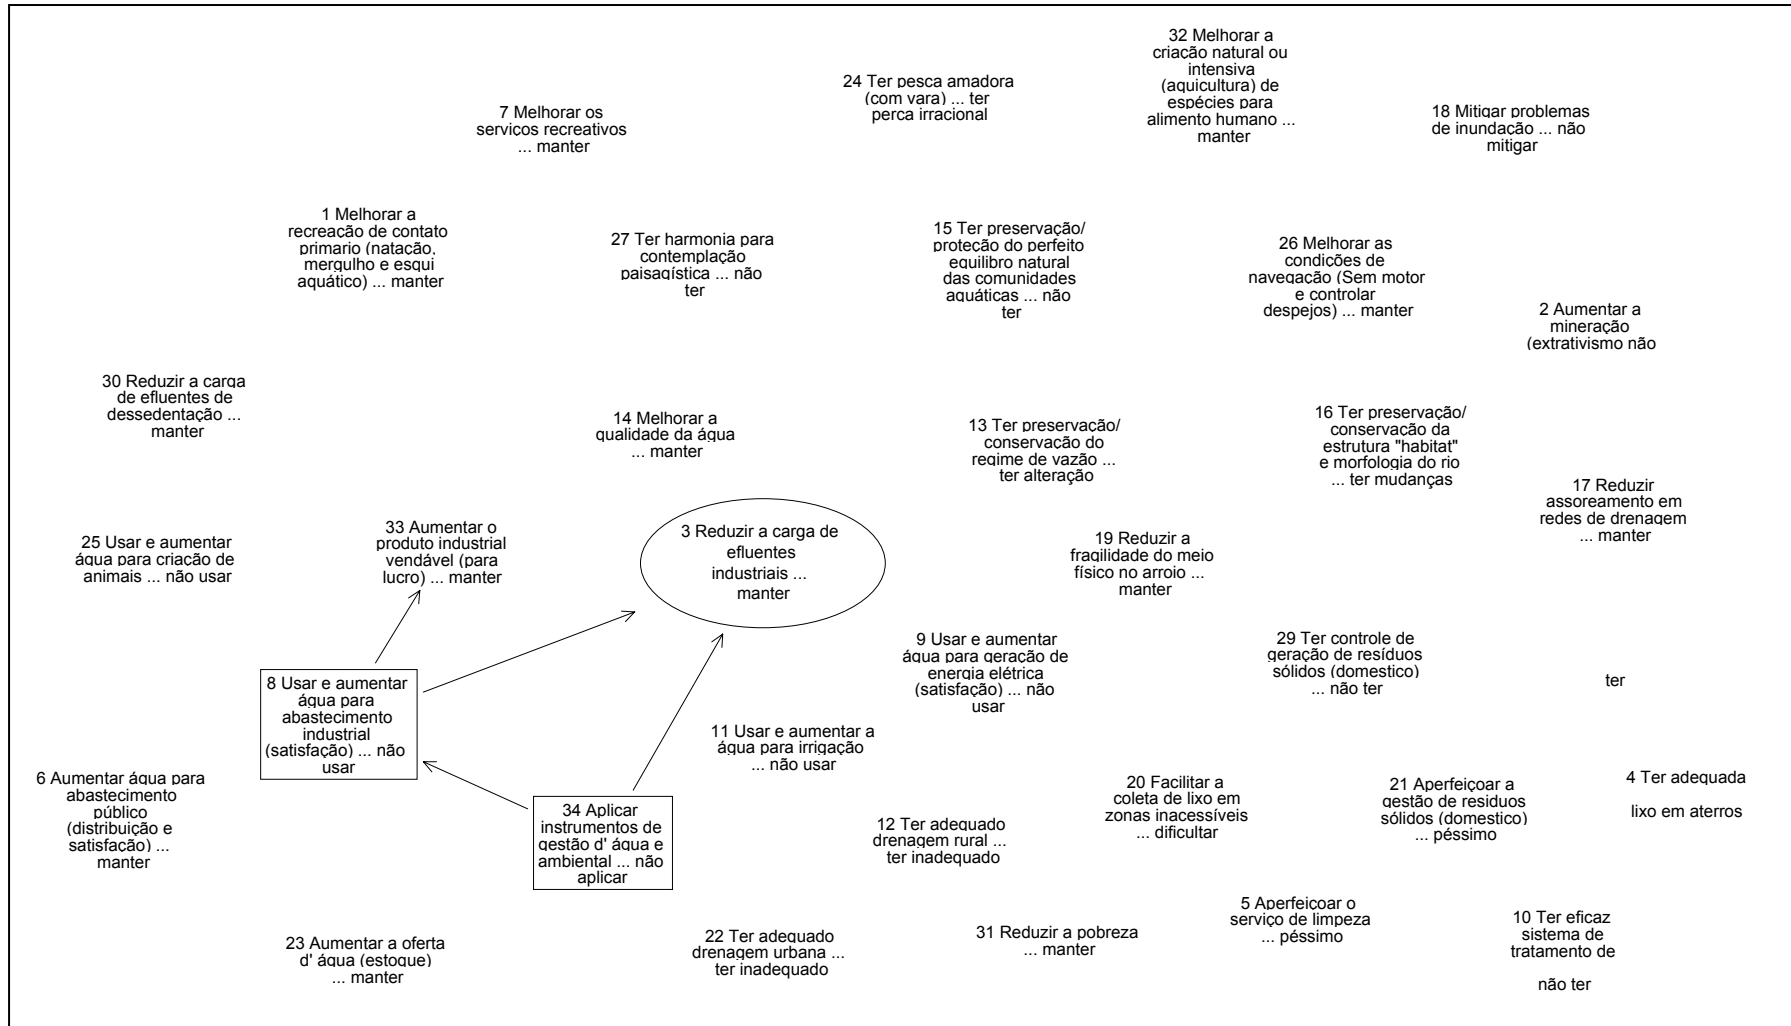 32 Melhorar a
criação natural ou
intensiva
(aquicultura) de
espécies para
alimento humano ...
manter
24 Ter pesca amadora
(com vara) ... ter
perca irracional
7 Melhorar os
serviços recreativos
... manter
18 Mitigar problemas
de inundação ... não
mitigar
1 Melhorar a
recreação de contato
primario (natação,
mergulho e esqui
aquático) ... manter
27 Ter harmonia para
contemplação
paisagística ... não
ter
15 Ter preservação/
proteção do perfeito
equilibro natural
das comunidades
aquáticas ... não
ter
26 Melhorar as
condições de
navegação (Sem motor
e controlar
despejos) ... manter
2 Aumentar a
mineração
(extrativismo não
30 Reduzir a carga
de efluentes de
dessedentação ...
manter
14 Melhorar a
qualidade da água
... manter
13 Ter preservação/
conservação do
regime de vazão ...
ter alteração
16 Ter preservação/
conservação da
estrutura "habitat"
e morfologia do rio
... ter mudanças
17 Reduzir
assoreamento em
redes de drenagem
... manter
25 Usar e aumentar
água para criação de
animais ... não usar
33 Aumentar o
produto industrial
vendável (para
lucro) ... manter
3 Reduzir a carga de
efluentes
industriais ...
manter
19 Reduzir a
fragilidade do meio
físico no arroio ...
manter
9 Usar e aumentar
água para geração de
energia elétrica
(satisfação) ... não
usar
29 Ter controle de
geração de resíduos
sólidos (domestico)
... não ter
ter
8 Usar e aumentar
água para
abastecimento
industrial
(satisfação) ... não
usar
11 Usar e aumentar a
água para irrigação
... não usar
6 Aumentar água para
abastecimento
público
(distribuição e
satisfação) ...
manter
34 Aplicar
instrumentos de
gestão d' água e
ambiental ... não
aplicar
12 Ter adequado
drenagem rural ...
ter inadequado
20 Facilitar a
coleta de lixo em
zonas inacessíveis
... dificultar
21 Aperfeiçoar a
gestão de residuos
sólidos (domestico)
... péssimo
4 Ter adequada
lixo em aterros
23 Aumentar a oferta
d' água (estoque)
... manter
22 Ter adequado
drenagem urbana ...
ter inadequado
31 Reduzir a pobreza
... manter
5 Aperfeiçoar o
serviço de limpeza
... péssimo
10 Ter eficaz
sistema de
tratamento de
não ter